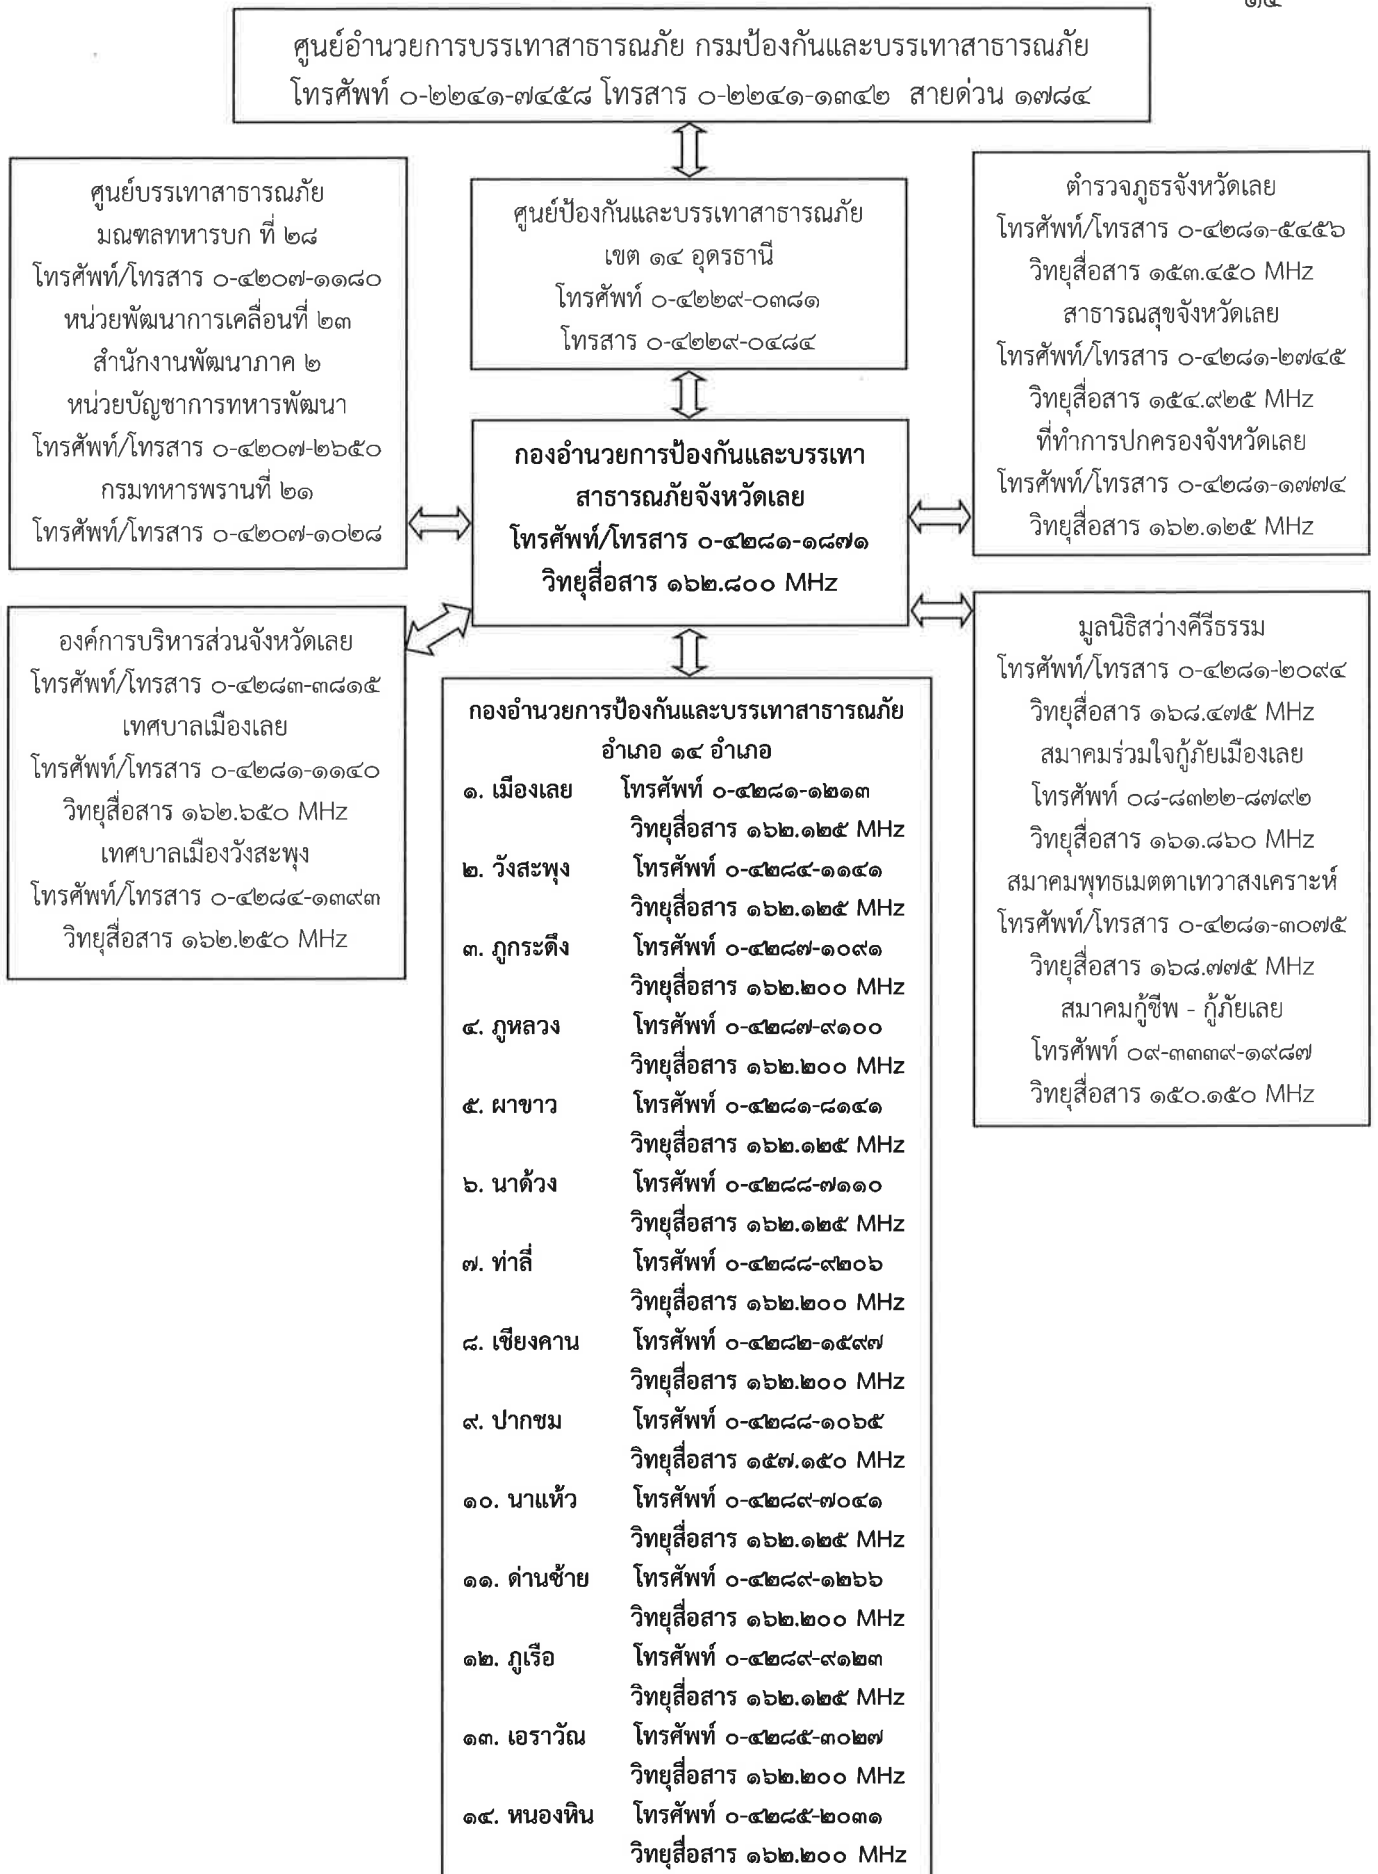 ศูนย์อำนวยการบรรเทาสาธารณภัย กรมป้องกันและบรรเทาสาธารณภัย
โทรศัพท์ ๐-๒๒๔๑-๗๔๕๘ โทรสาร ๐-๒๒๔๑-๑๓๔๒ สายด่วน ๑๗๘๔
ศูนย์บรรเทาสาธารณภัย
มณฑลทหารบก ที่ ๒๘
โทรศัพท์/โทรสาร ๐-๔๒๐๗-๑๑๘๐
หน่วยพัฒนาการเคลื่อนที่ ๒๓
สำนักงานพัฒนาภาค ๒
หน่วยบัญชาการทหารพัฒนา
โทรศัพท์/โทรสาร ๐-๔๒๐๗-๒๖๕๐
กรมทหารพรานที่ ๒๑
โทรศัพท์/โทรสาร ๐-๔๒๐๗-๑๐๒๘
ศูนย์ป้องกันและบรรเทาสาธารณภัย
เขต ๑๔ อุดรธานี
โทรศัพท์ ๐-๔๒๒๙-๐๓๘๑
โทรสาร ๐-๔๒๒๙-๐๔๘๔
ตำรวจภูธรจังหวัดเลย
โทรศัพท์/โทรสาร ๐-๔๒๘๑-๕๔๕๖
วิทยุสื่อสาร ๑๕๓.๔๕๐ MHz
สาธารณสุขจังหวัดเลย
โทรศัพท์/โทรสาร ๐-๔๒๘๑-๒๗๔๕
วิทยุสื่อสาร ๑๕๔.๙๒๕ MHz
ที่ทำการปกครองจังหวัดเลย
โทรศัพท์/โทรสาร ๐-๔๒๘๑-๑๗๗๔
วิทยุสื่อสาร ๑๖๒.๑๒๕ MHz
กองอำนวยการป้องกันและบรรเทา
สาธารณภัยจังหวัดเลย
โทรศัพท์/โทรสาร ๐-๔๒๘๑-๑๘๗๑
วิทยุสื่อสาร ๑๖๒.๘๐๐ MHz
องค์การบริหารส่วนจังหวัดเลย
โทรศัพท์/โทรสาร ๐-๔๒๘๓-๓๘๑๕
เทศบาลเมืองเลย
โทรศัพท์/โทรสาร ๐-๔๒๘๑-๑๑๔๐
วิทยุสื่อสาร ๑๖๒.๖๕๐ MHz
เทศบาลเมืองวังสะพุง
โทรศัพท์/โทรสาร ๐-๔๒๘๔-๑๓๙๓
วิทยุสื่อสาร ๑๖๒.๒๕๐ MHz
มูลนิธิสว่างคีรีธรรม
โทรศัพท์/โทรสาร ๐-๔๒๘๑-๒๐๙๔
วิทยุสื่อสาร ๑๖๘.๔๗๕ MHz
สมาคมร่วมใจกู้ภัยเมืองเลย
โทรศัพท์ ๐๘-๘๓๒๒-๘๗๙๒
วิทยุสื่อสาร ๑๖๑.๘๖๐ MHz
สมาคมพุทธเมตตาเทวาสงเคราะห์
โทรศัพท์/โทรสาร ๐-๔๒๘๑-๓๐๗๕
วิทยุสื่อสาร ๑๖๘.๗๗๕ MHz
สมาคมกู้ชีพ - กู้ภัยเลย
โทรศัพท์ ๐๙-๓๓๓๙-๑๙๘๗
วิทยุสื่อสาร ๑๕๐.๑๕๐ MHz
กองอำนวยการป้องกันและบรรเทาสาธารณภัย
อำเภอ ๑๔ อำเภอ
๑. เมืองเลย โทรศัพท์ ๐-๔๒๘๑-๑๒๑๓
วิทยุสื่อสาร ๑๖๒.๑๒๕ MHz
๒. วังสะพุง โทรศัพท์ ๐-๔๒๘๔-๑๑๔๑
วิทยุสื่อสาร ๑๖๒.๑๒๕ MHz
๓. ภูกระดึง โทรศัพท์ ๐-๔๒๘๗-๑๐๙๑
วิทยุสื่อสาร ๑๖๒.๒๐๐ MHz
๔. ภูหลวง โทรศัพท์ ๐-๔๒๘๗-๙๑๐๐
วิทยุสื่อสาร ๑๖๒.๒๐๐ MHz
๕. ผาขาว โทรศัพท์ ๐-๔๒๘๑-๘๑๔๑
วิทยุสื่อสาร ๑๖๒.๑๒๕ MHz
๖. นาด้วง โทรศัพท์ ๐-๔๒๘๘-๗๑๑๐
วิทยุสื่อสาร ๑๖๒.๑๒๕ MHz
๗. ท่าลี่ โทรศัพท์ ๐-๔๒๘๘-๙๒๐๖
วิทยุสื่อสาร ๑๖๒.๒๐๐ MHz
๘. เชียงคาน โทรศัพท์ ๐-๔๒๘๒-๑๕๙๗
วิทยุสื่อสาร ๑๖๒.๒๐๐ MHz
๙. ปากชม โทรศัพท์ ๐-๔๒๘๘-๑๐๖๕
วิทยุสื่อสาร ๑๕๗.๑๕๐ MHz
๑๐. นาแห้ว โทรศัพท์ ๐-๔๒๘๙-๗๐๔๑
วิทยุสื่อสาร ๑๖๒.๑๒๕ MHz
๑๑. ด่านซ้าย โทรศัพท์ ๐-๔๒๘๙-๑๒๖๖
วิทยุสื่อสาร ๑๖๒.๒๐๐ MHz
๑๒. ภูเรือ โทรศัพท์ ๐-๔๒๘๙-๙๑๒๓
วิทยุสื่อสาร ๑๖๒.๑๒๕ MHz
๑๓. เอราวัณ โทรศัพท์ ๐-๔๒๘๕-๓๐๒๗
วิทยุสื่อสาร ๑๖๒.๒๐๐ MHz
๑๔. หนองหิน โทรศัพท์ ๐-๔๒๘๕-๒๐๓๑
วิทยุสื่อสาร ๑๖๒.๒๐๐ MHz